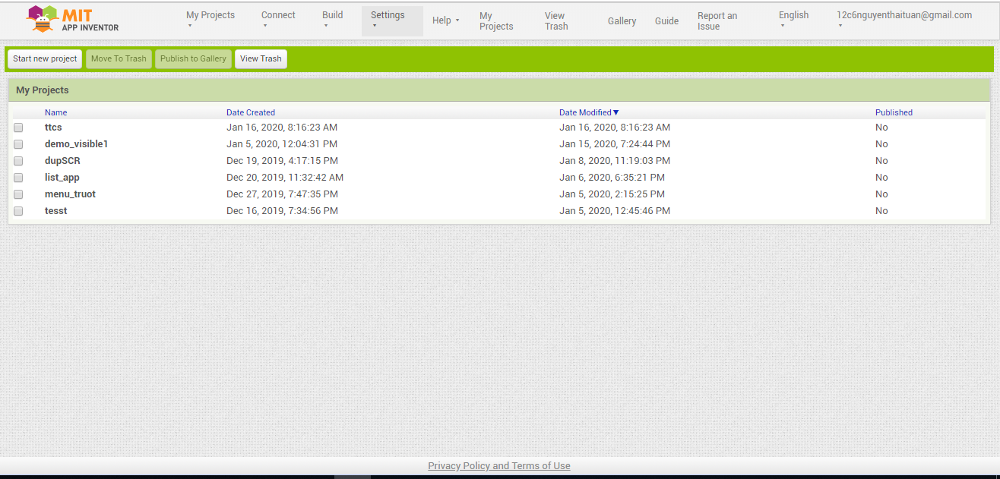 MIT
APP INVENTOR
My Projects
Connect
Build
Settings
Help
My
Projects
View
Trash
Gallery
Guide
Report an
Issue
English
12c6nguyenthaituan@gmail.com
Start new project
Move To Trash
Publish to Gallery
View Trash
My Projects
Name Date Created Date Modified Published
ttcs Jan 16, 2020, 8:16:23 AM Jan 16, 2020, 8:16:23 AM No
demo_visible1 Jan 5, 2020, 12:04:31 PM Jan 15, 2020, 7:24:44 PM No
dupSCR Dec 19, 2019, 4:17:15 PM Jan 8, 2020, 11:19:03 PM No
list_app Dec 20, 2019, 11:32:42 AM Jan 6, 2020, 6:35:21 PM No
menu_truot Dec 27, 2019, 7:47:35 PM Jan 5, 2020, 2:15:25 PM No
tesst Dec 16, 2019, 7:34:56 PM Jan 5, 2020, 12:45:46 PM No
Privacy Policy and Terms of Use